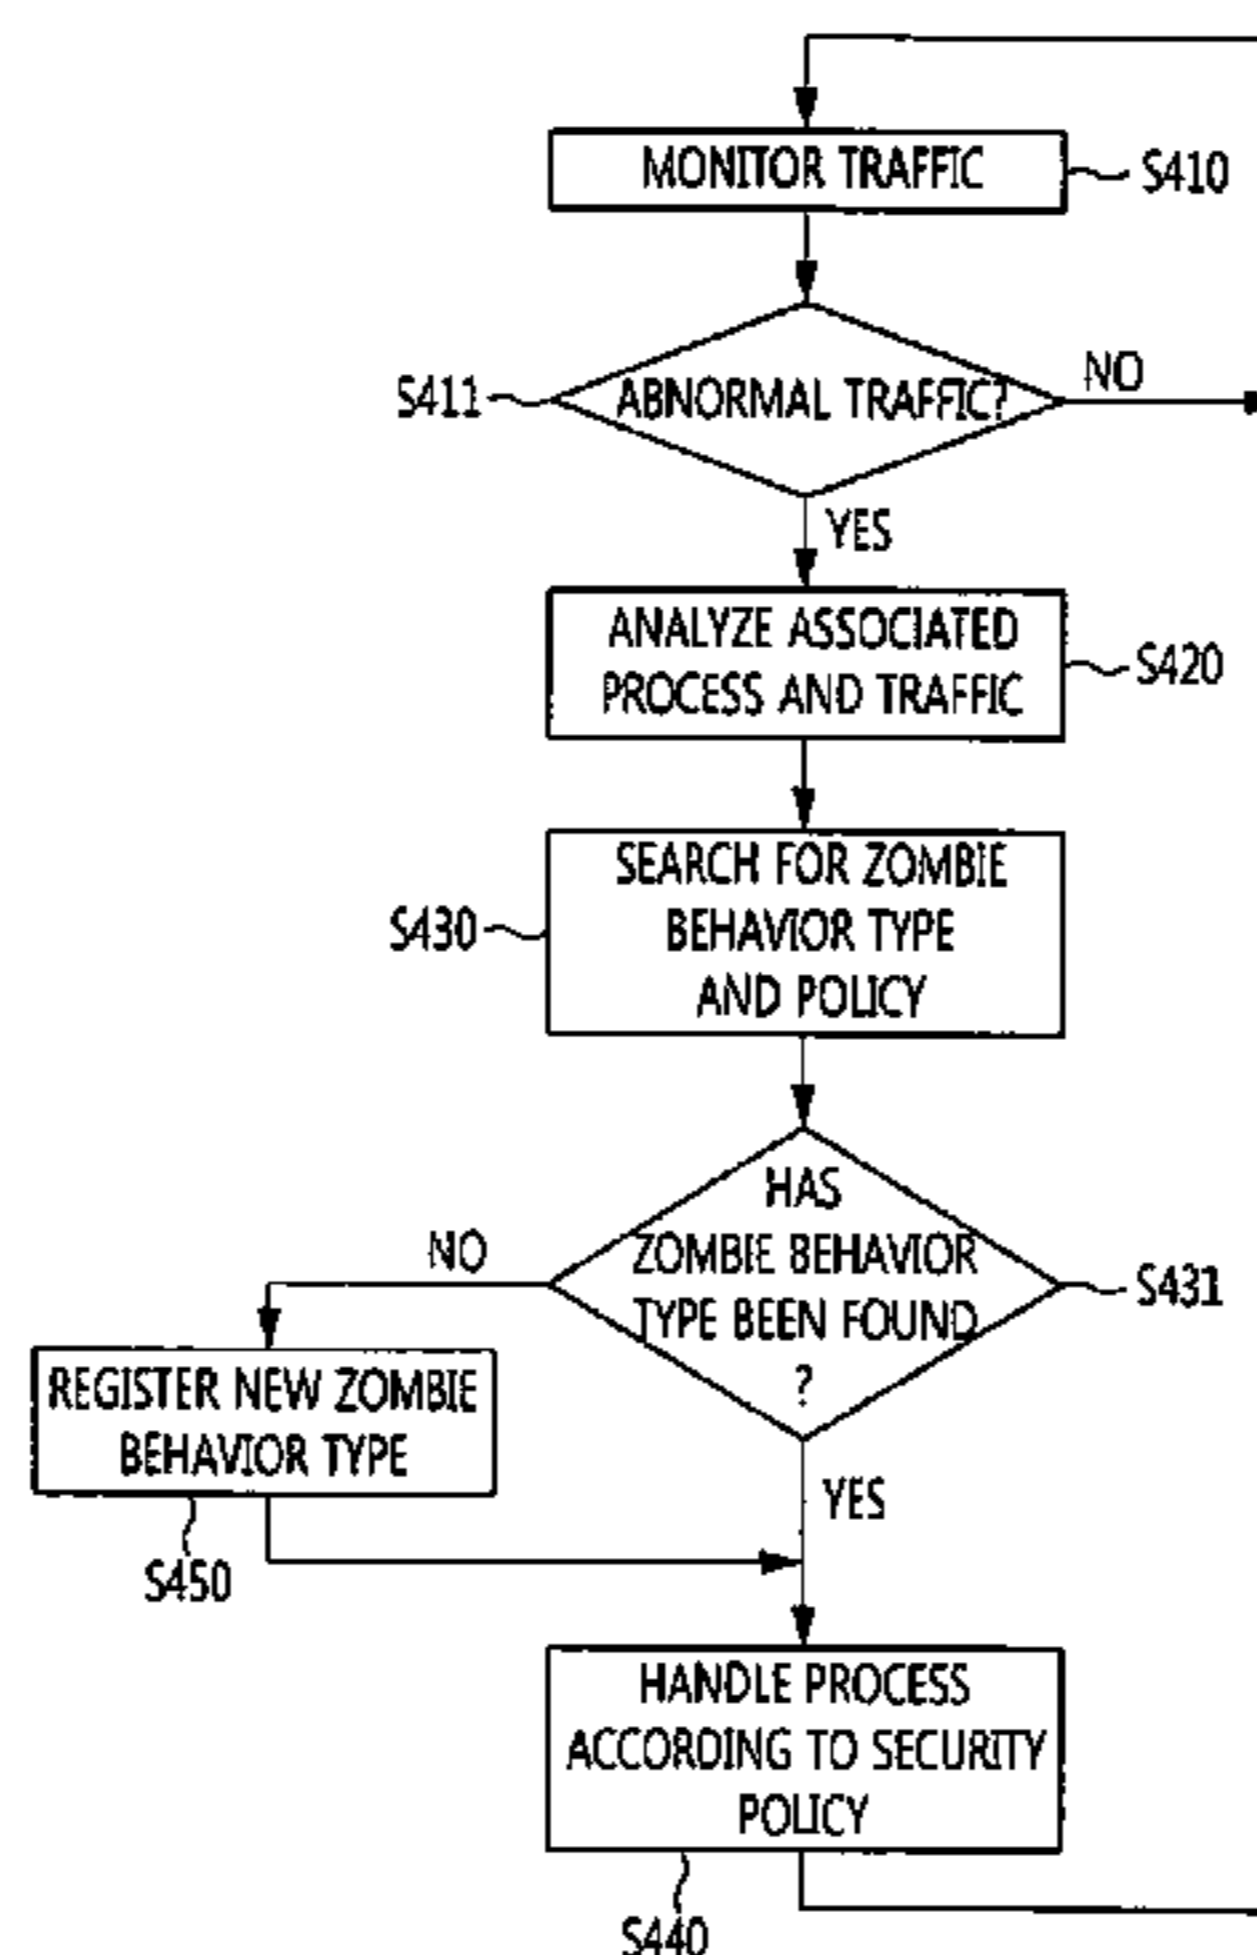 MONITOR TRAFFIC
S410
S411
ABNORMAL TRAFFIC?
NO
YES
ANALYZE ASSOCIATED
PROCESS AND TRAFFIC
S420
SEARCH FOR ZOMBIE
BEHAVIOR TYPE
AND POLICY
S430
HAS
ZOMBIE BEHAVIOR
TYPE BEEN FOUND
?
S431
NO
REGISTER NEW ZOMBIE
BEHAVIOR TYPE
S450
YES
HANDLE PROCESS
ACCORDING TO SECURITY
POLICY
S440